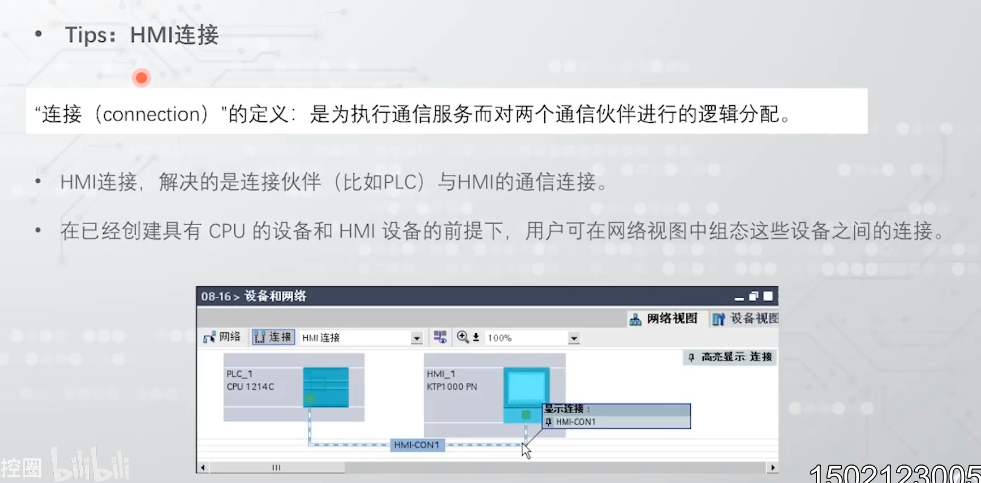 • Tips：HMI连接
“连接（connection）”的定义：是为执行通信服务而对两个通信伙伴进行的逻辑分配。
• HMI连接，解决的是连接伙伴（比如PLC）与HMI的通信连接。
• 在已经创建具有 CPU 的设备和 HMI 设备的前提下，用户可在网络视图中组态这些设备之间的连接。
08-16 > 设备和网络
网络视图 设备视图
网络 连接 HMI 连接 100%
高亮显示 连接
PLC_1
CPU 1214C
HMI_1
KTP1000 PN
显示连接：
HMI-CON1
HMI-CON1
控圈 bilibili
1502123005